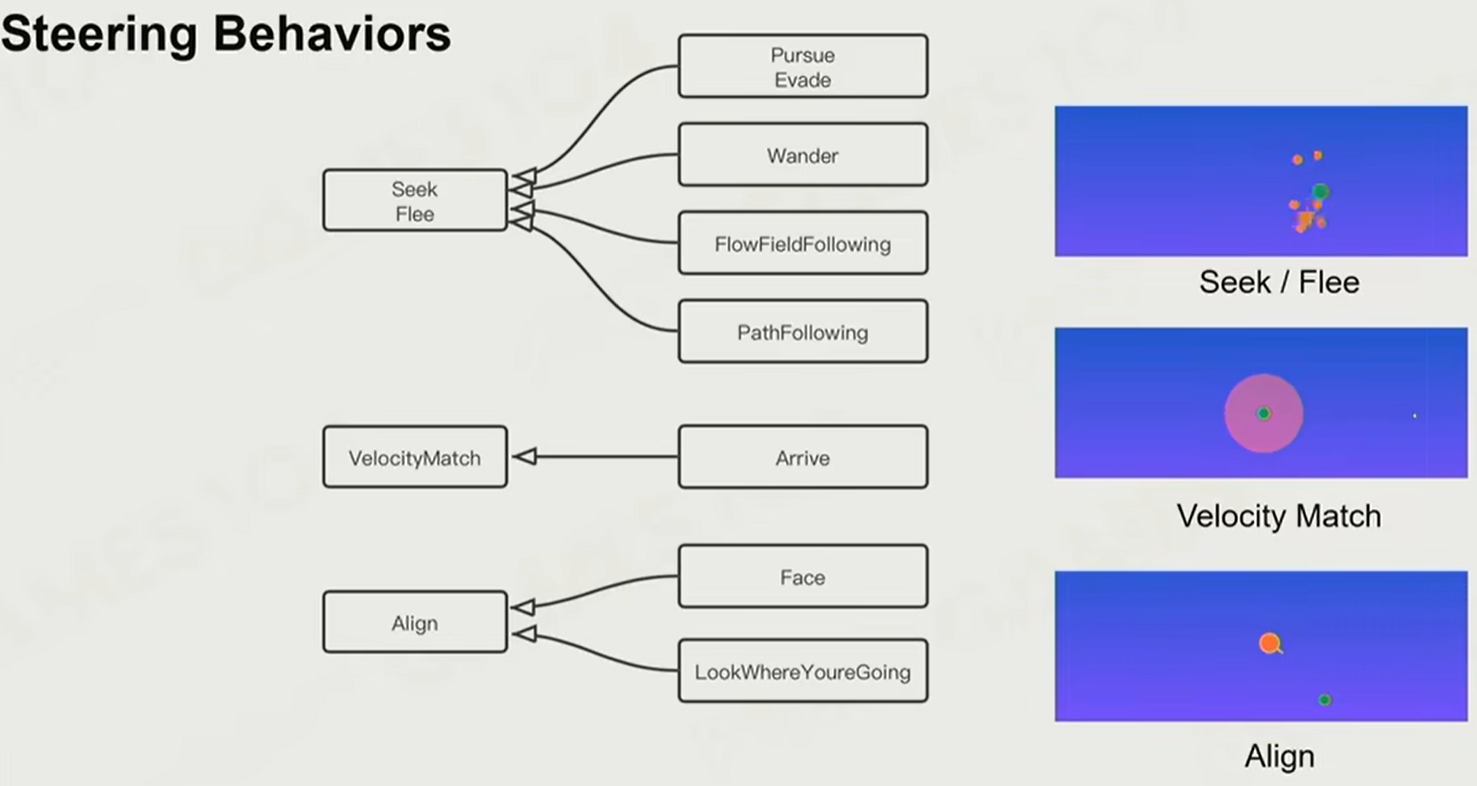 Steering Behaviors
Pursue
Evade
Wander
Seek
Flee
FlowFieldFollowing
PathFollowing
VelocityMatch
Arrive
Face
Align
LookWhereYoureGoing
Seek / Flee
Velocity Match
Align